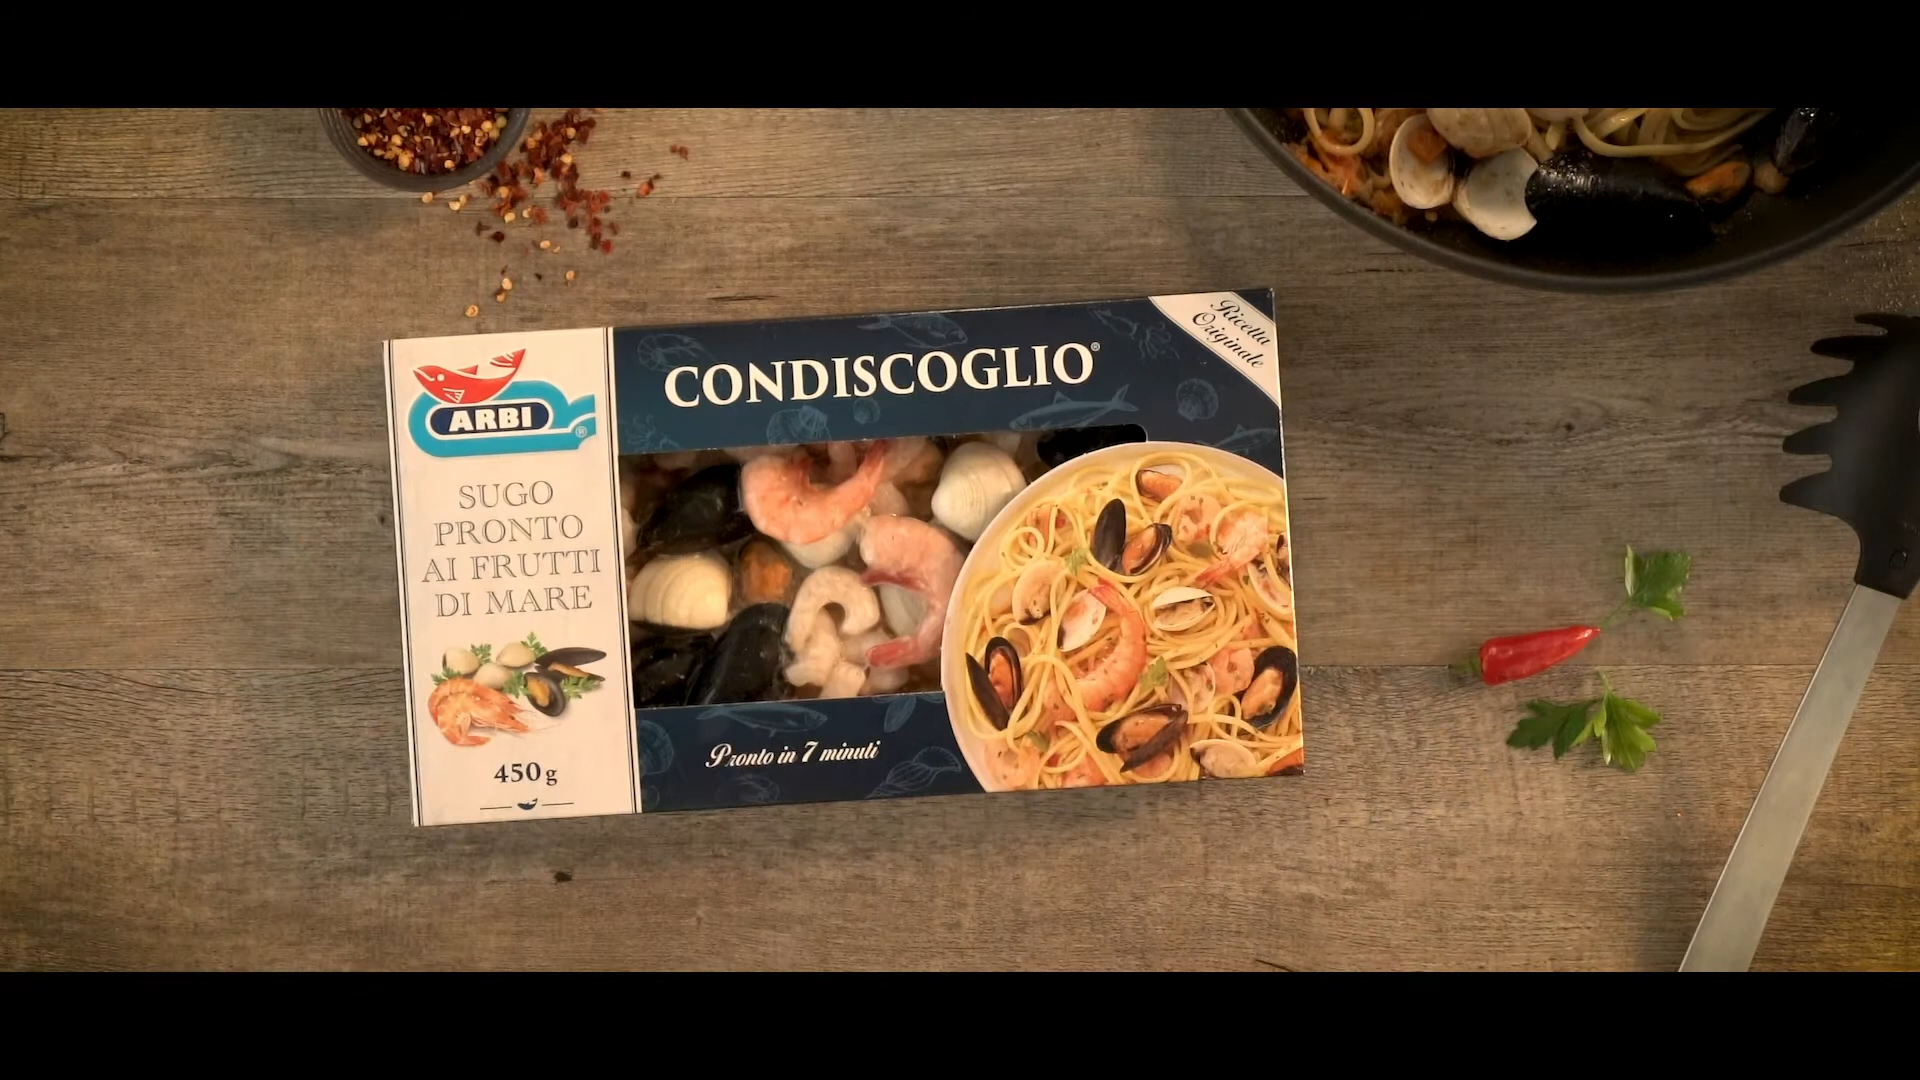 ARBI
SUGO
PRONTO
AI FRUTTI
DI MARE
450g
CONDISCOGLIO®
Ricetta
Originale
Pronto in 7 minuti